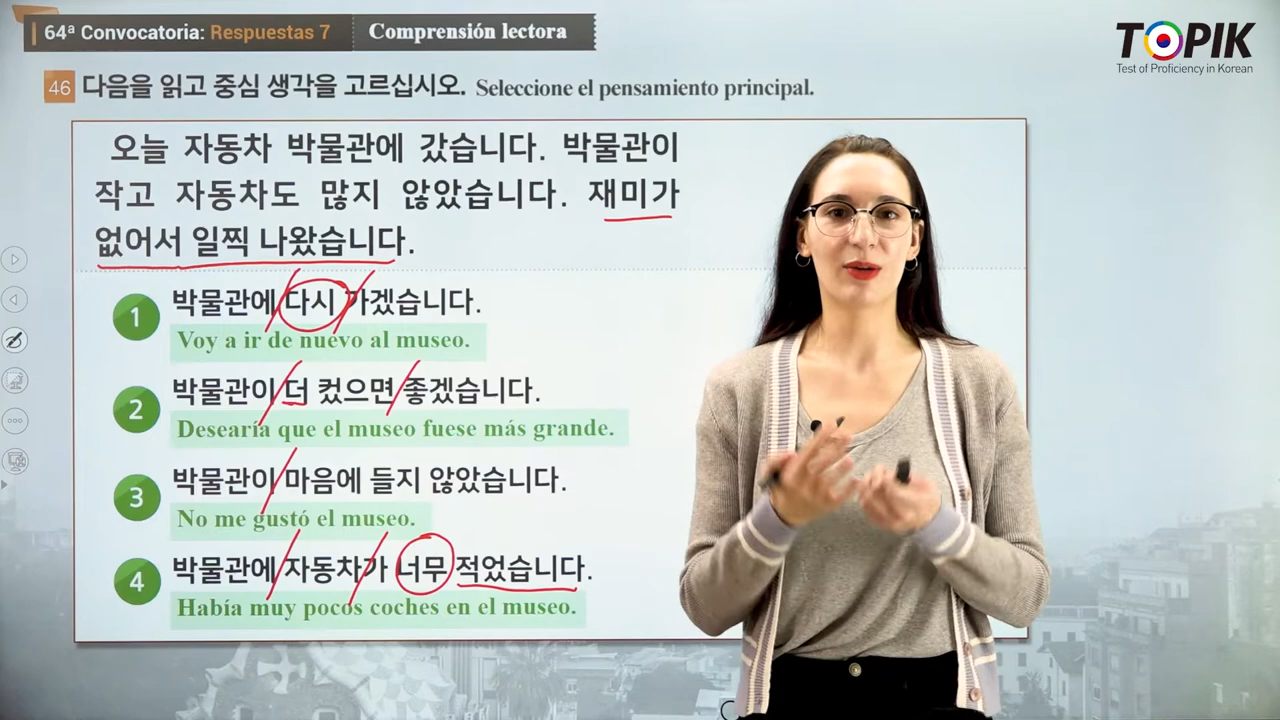 64ª Convocatoria: Respuestas 7 Comprensión lectora
TOPIK
Test of Proficiency in Korean
46 다음을 읽고 중심 생각을 고르십시오. Seleccione el pensamiento principal.
오늘 자동차 박물관에 갔습니다. 박물관이
작고 자동차도 많지 않았습니다. 재미가
없어서 일찍 나왔습니다.
1 박물관에 다시 가겠습니다.
Voy a ir de nuevo al museo.
2 박물관이 더 컸으면 좋겠습니다.
Desearía que el museo fuese más grande.
3 박물관이 마음에 들지 않았습니다.
No me gustó el museo.
4 박물관에 자동차가 너무 적었습니다.
Había muy pocos coches en el museo.